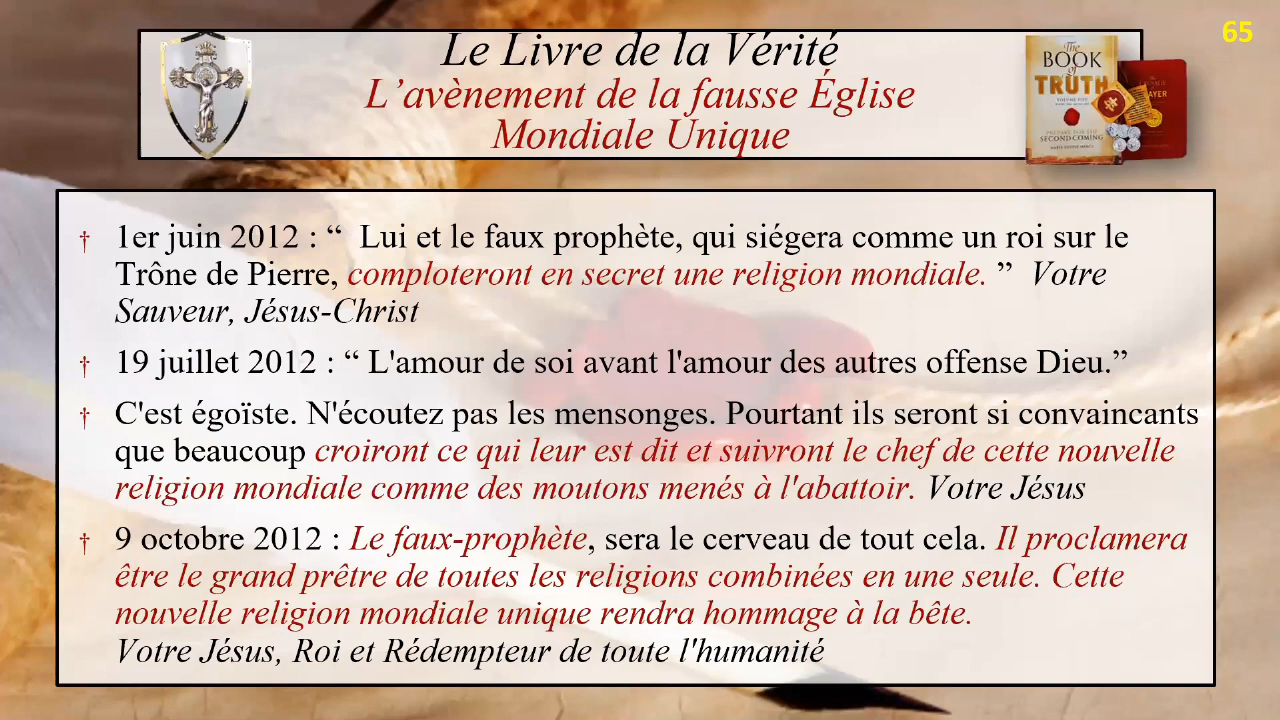 65
Le Livre de la Vérité
L’avènement de la fausse Église
Mondiale Unique
The
BOOK
of
TRUTH
SECOND COMING
1er juin 2012 : “ Lui et le faux prophète, qui siégera comme un roi sur le
Trône de Pierre, comploteront en secret une religion mondiale. ” Votre
Sauveur, Jésus-Christ
19 juillet 2012 : “ L'amour de soi avant l'amour des autres offense Dieu.”
C'est égoïste. N'écoutez pas les mensonges. Pourtant ils seront si convaincants
que beaucoup croiront ce qui leur est dit et suivront le chef de cette nouvelle
religion mondiale comme des moutons menés à l'abattoir. Votre Jésus
9 octobre 2012 : Le faux-prophète, sera le cerveau de tout cela. Il proclamera
être le grand prêtre de toutes les religions combinées en une seule. Cette
nouvelle religion mondiale unique rendra hommage à la bête.
Votre Jésus, Roi et Rédempteur de toute l'humanité